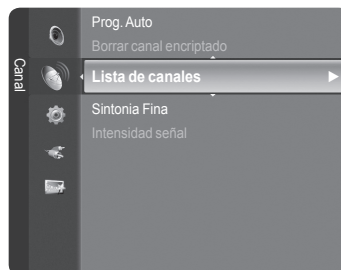 Canal
Prog. Auto
Borrar canal encriptado
Lista de canales
Sintonia Fina
Intensidad señal